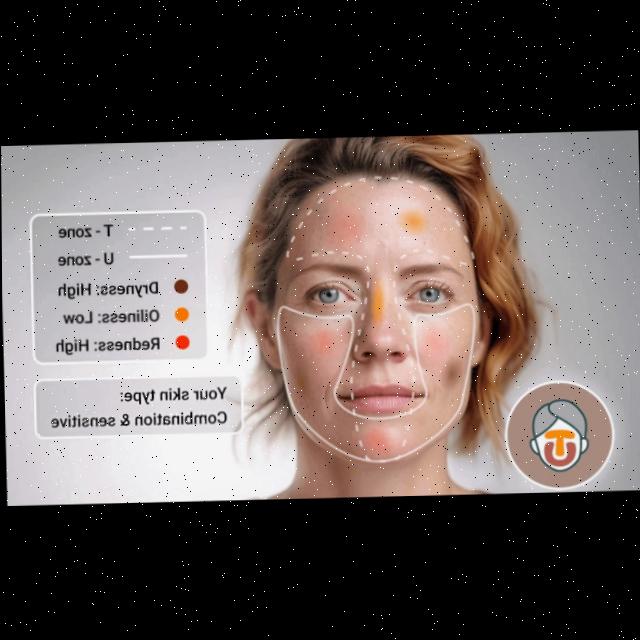 T - zone
U - zone
Dryness: High
Oiliness: Low
Redness: High
Your skin type:
Combination & sensitive
T
U